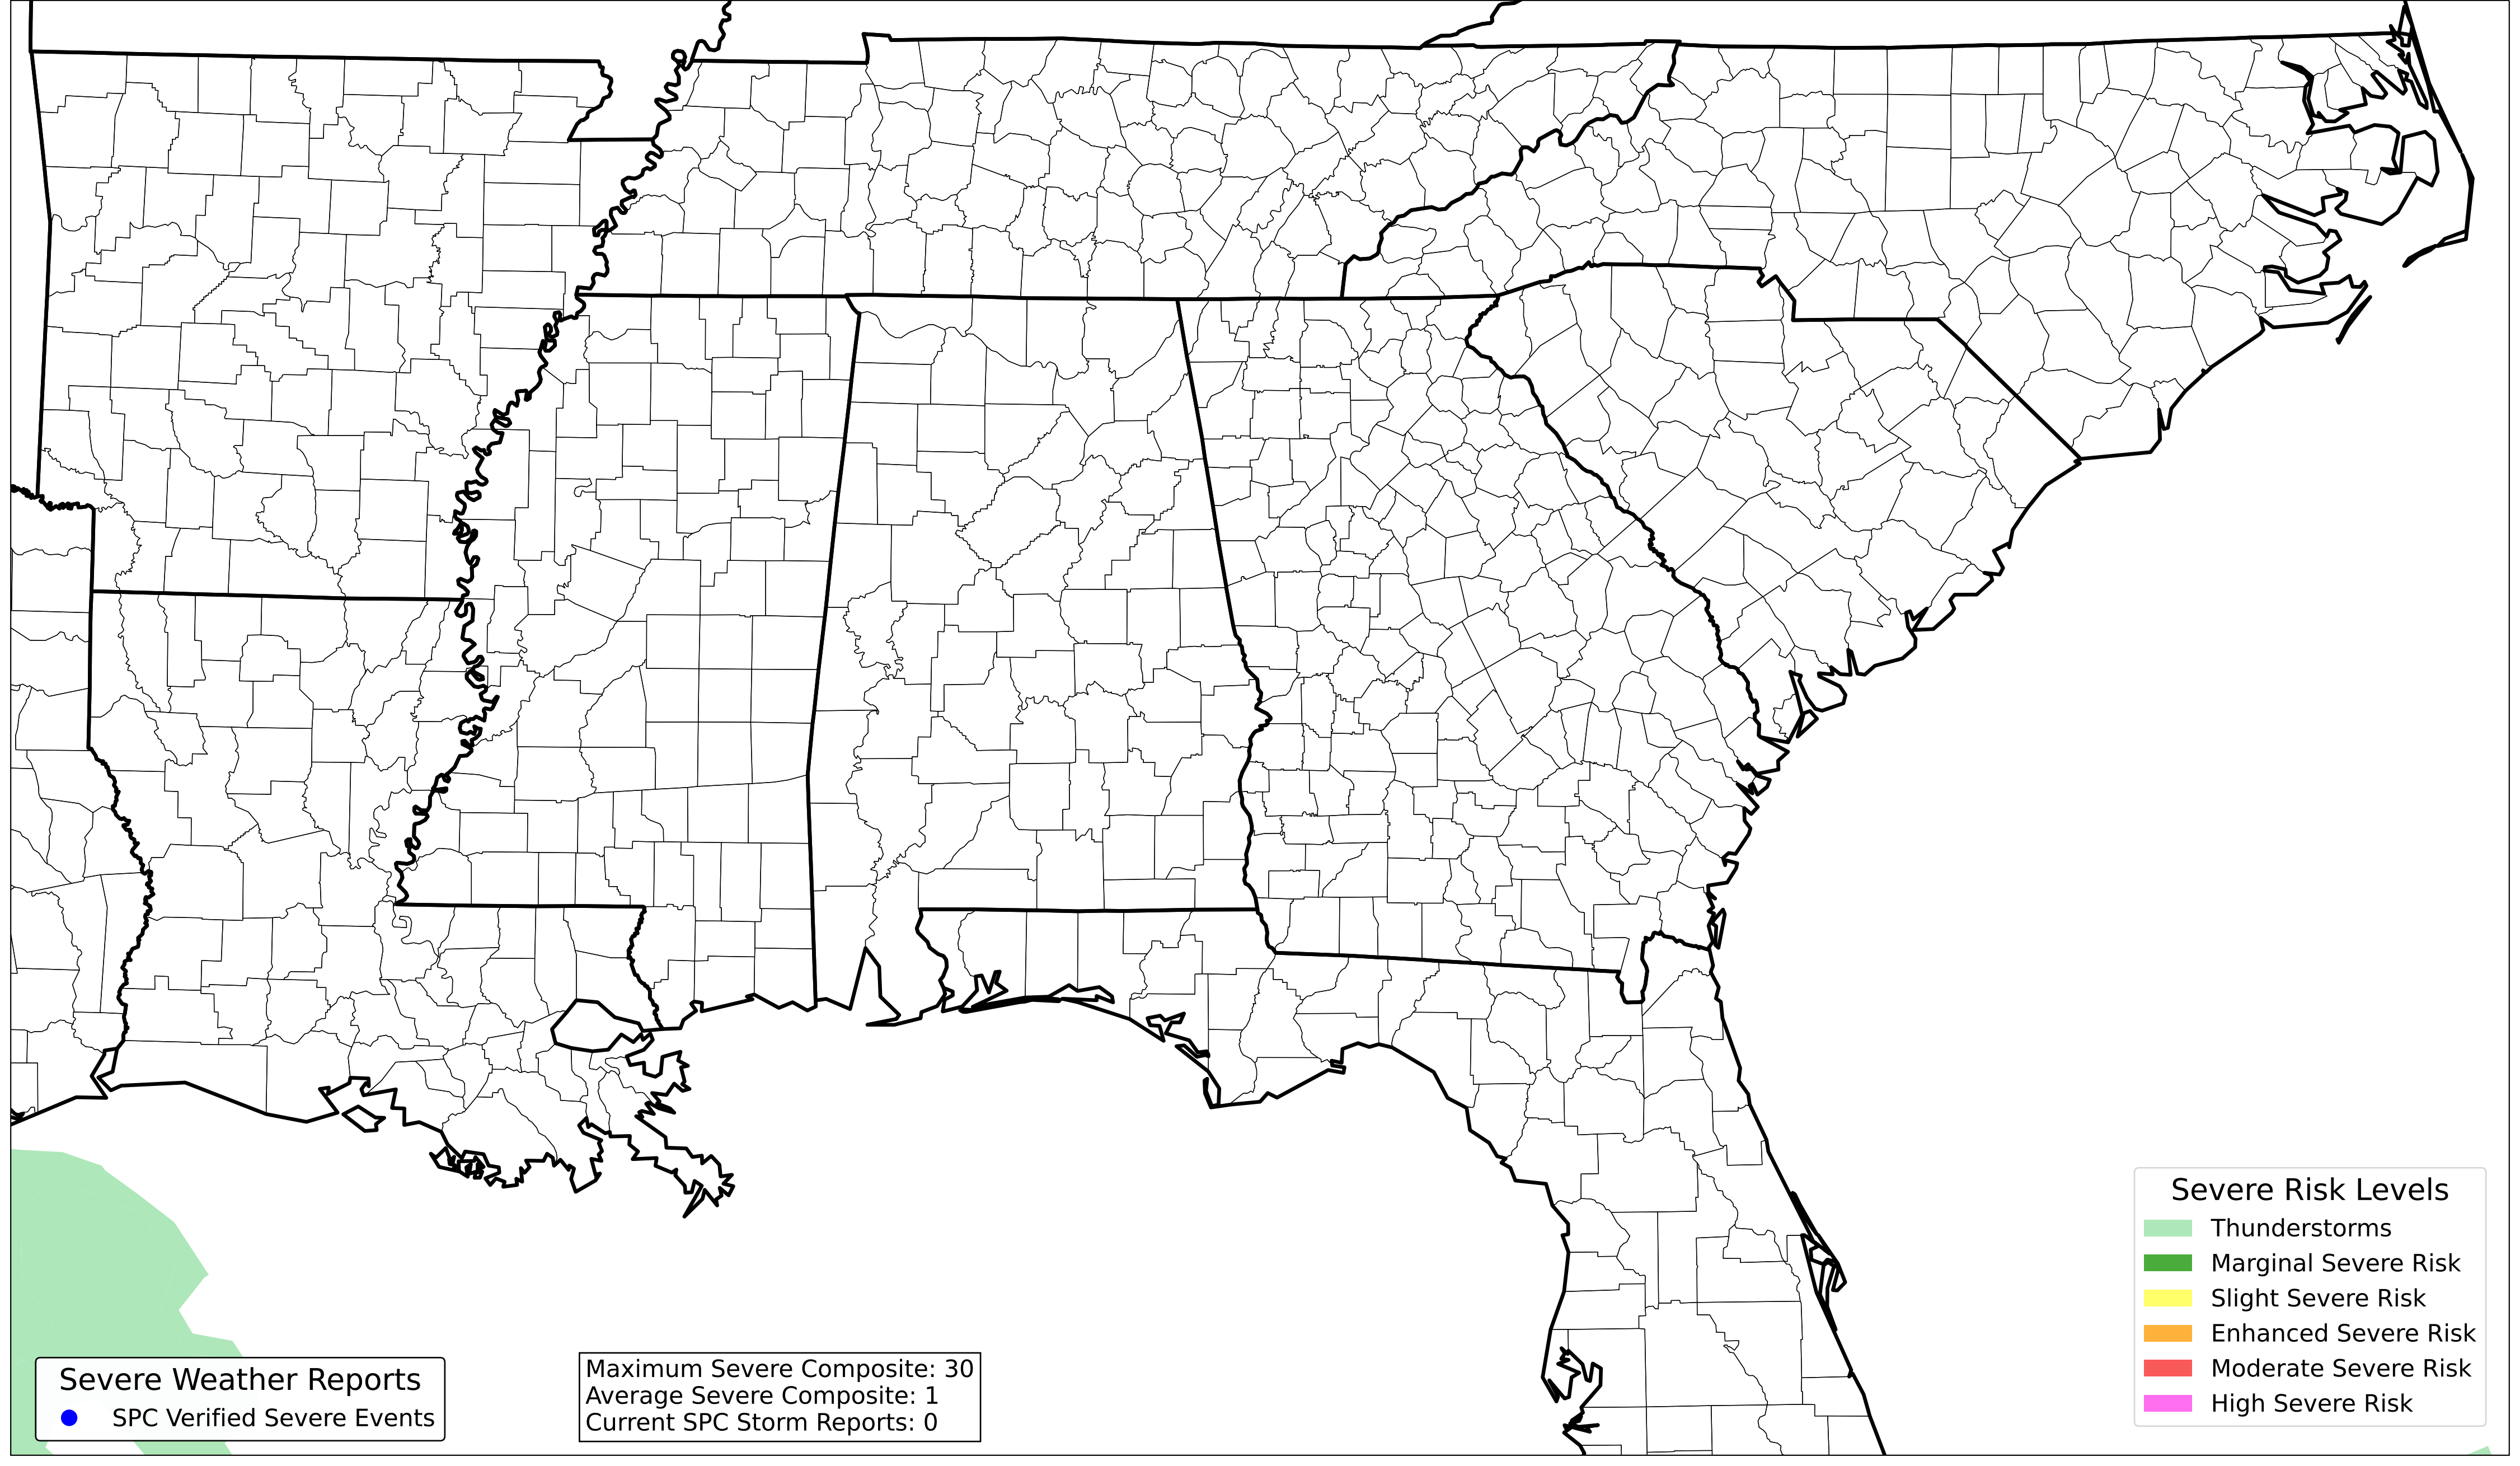 Severe Risk Levels
Thunderstorms
Marginal Severe Risk
Slight Severe Risk
Enhanced Severe Risk
Moderate Severe Risk
High Severe Risk
Severe Weather Reports
SPC Verified Severe Events
Maximum Severe Composite: 30
Average Severe Composite: 1
Current SPC Storm Reports: 0